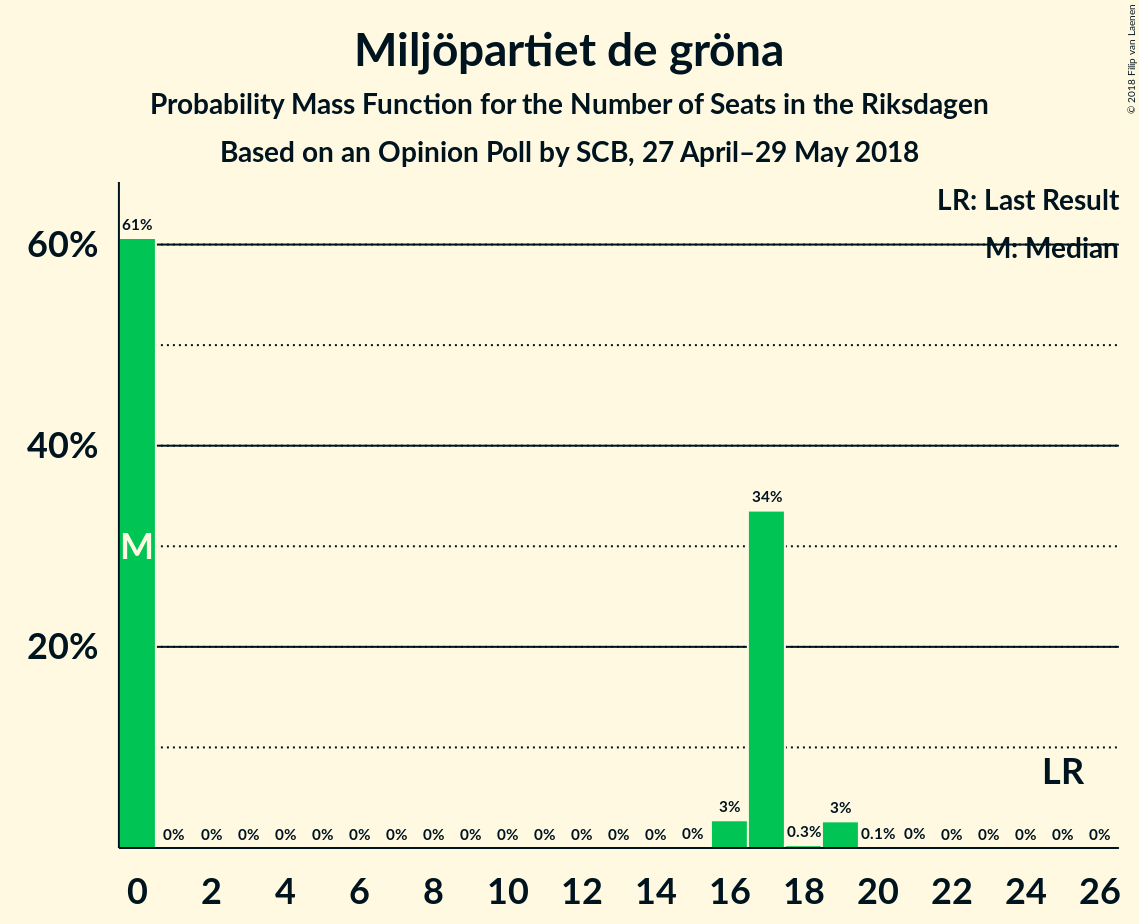 Miljöpartiet de gröna
Probability Mass Function for the Number of Seats in the Riksdagen
Based on an Opinion Poll by SCB, 27 April–29 May 2018
© 2018 Filip van Laenen
LR: Last Result
M: Median
60%
40%
20%
61%
M
0% 0% 0% 0% 0% 0% 0% 0% 0% 0% 0% 0% 0% 0% 0% 3% 34% 0.3% 3% 0.1% 0% 0% 0% 0% 0% 0%
LR
0 2 4 6 8 10 12 14 16 18 20 22 24 26